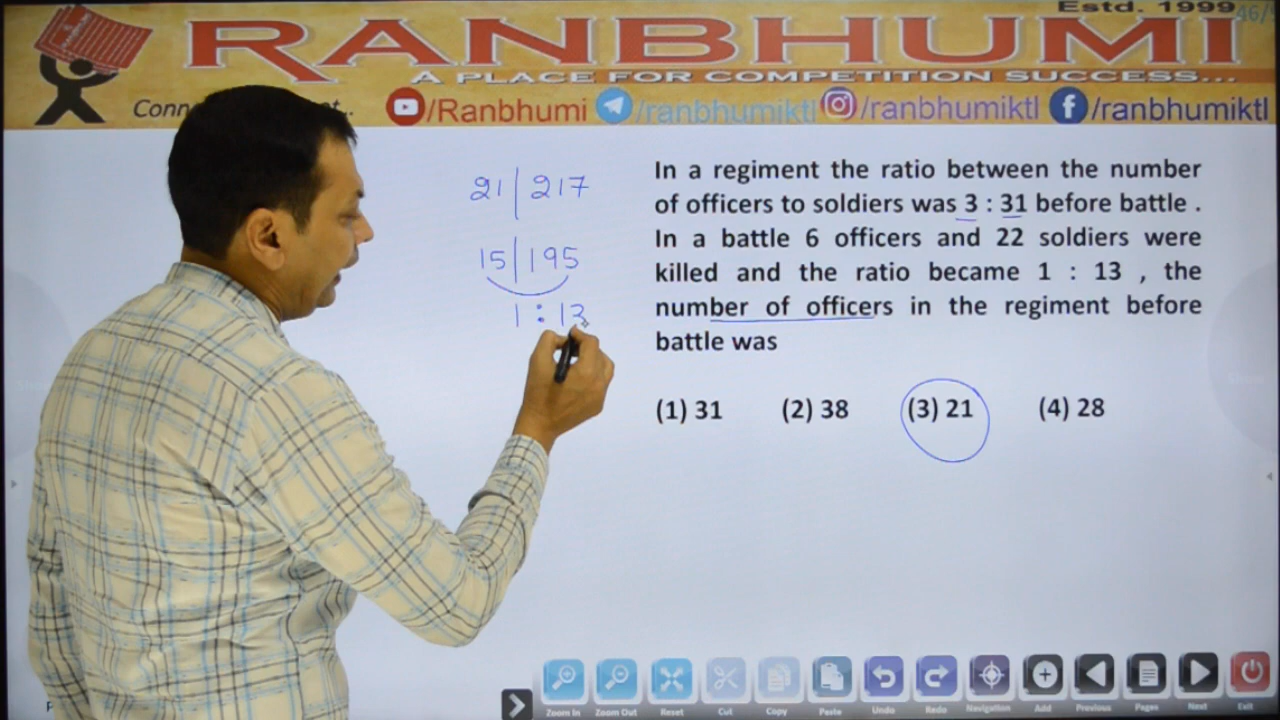 Estd. 1999
46/
RANBHUMI
A PLACE FOR COMPETITION SUCCESS...
/Ranbhumi /ranbhumiktl /ranbhumiktl /ranbhumiktl
21 | 217
15 | 195
1 : 13
In a regiment the ratio between the number
of officers to soldiers was 3 : 31 before battle .
In a battle 6 officers and 22 soldiers were
killed and the ratio became 1 : 13 , the
number of officers in the regiment before
battle was
(1) 31 (2) 38 (3) 21 (4) 28
Zoom In Zoom Out Reset Cut Copy Paste Undo Redo Navigation Add Previous Pages Next Exit